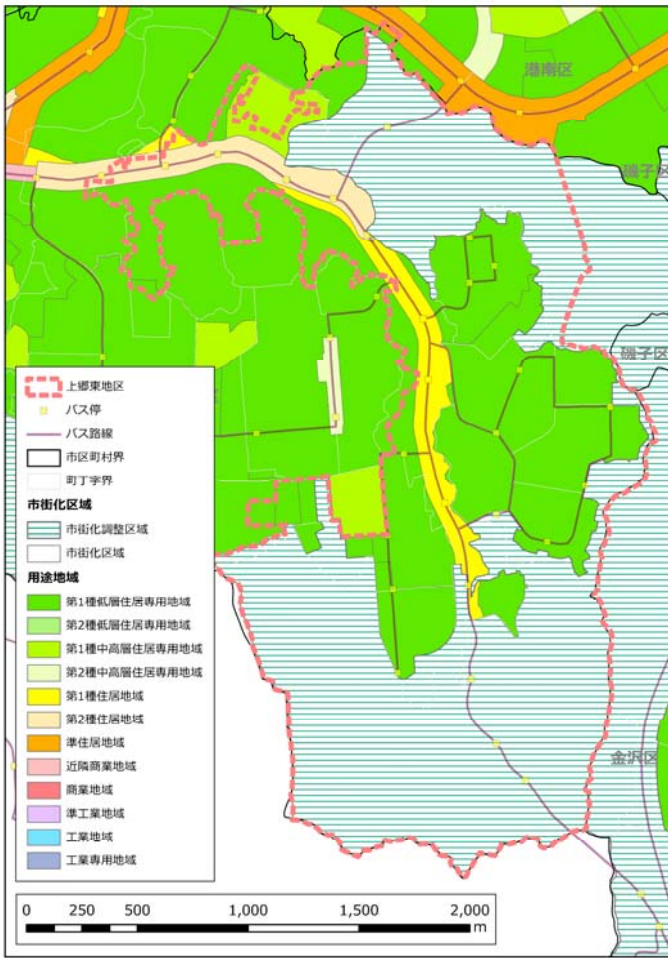 港南区
磯子区
磯子区
上郷東地区
バス停
バス路線
市区町村界
町丁字界
市街化区域
市街化調整区域
市街化区域
用途地域
第1種低層住居専用地域
第2種低層住居専用地域
第1種中高層住居専用地域
第2種中高層住居専用地域
第1種住居地域
第2種住居地域
準住居地域
近隣商業地域
商業地域
準工業地域
工業地域
工業専用地域
金沢区
0 250 500 1,000 1,500 2,000
m